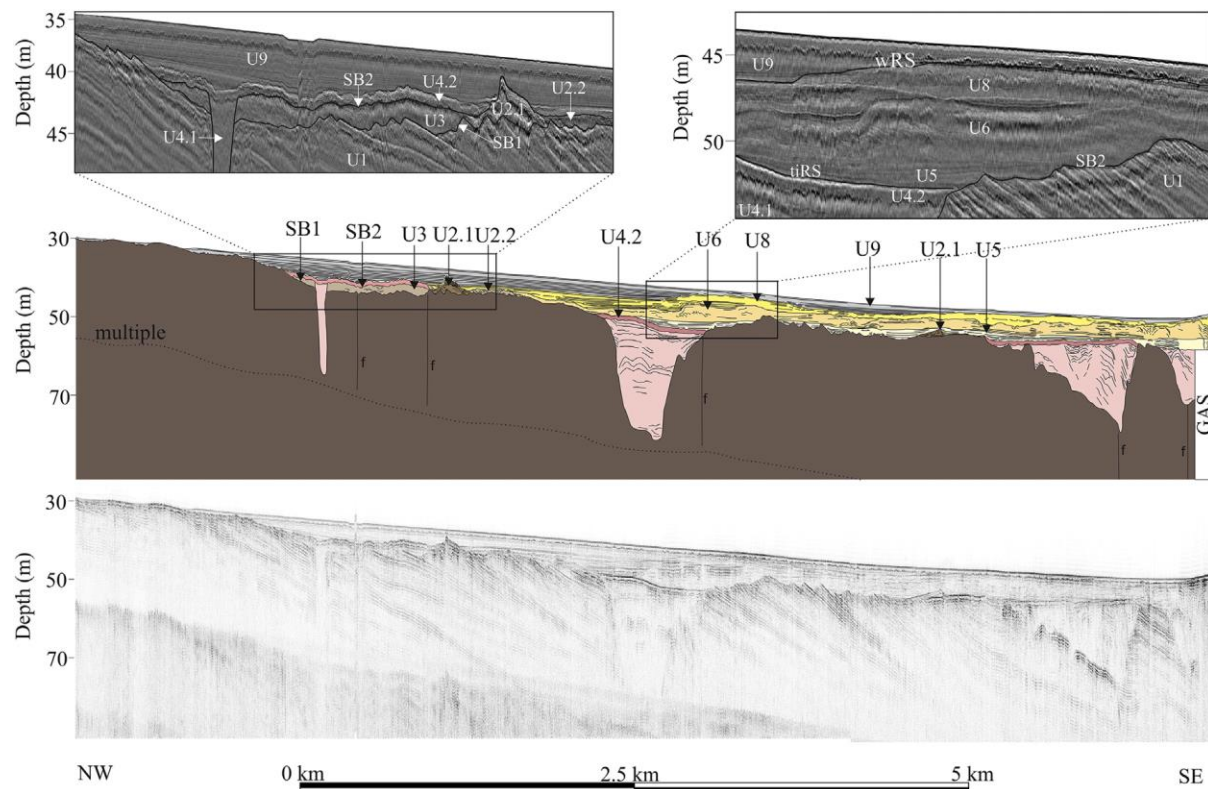 Depth (m)
35
40
45
U9
SB2
U4.2
U2.2
U2.1
U3
SB1
U4.1
U1
Depth (m)
45
50
U9
wRS
U8
U6
SB2
U5
tiRS
U4.2
U1
U4.1
Depth (m)
30
50
70
SB1 SB2 U3 U2.1 U2.2 U4.2 U6 U8 U9 U2.1 U5
multiple
f
f
f
f
f
GAS
Depth (m)
30
50
70
NW 0 km 2.5 km 5 km SE